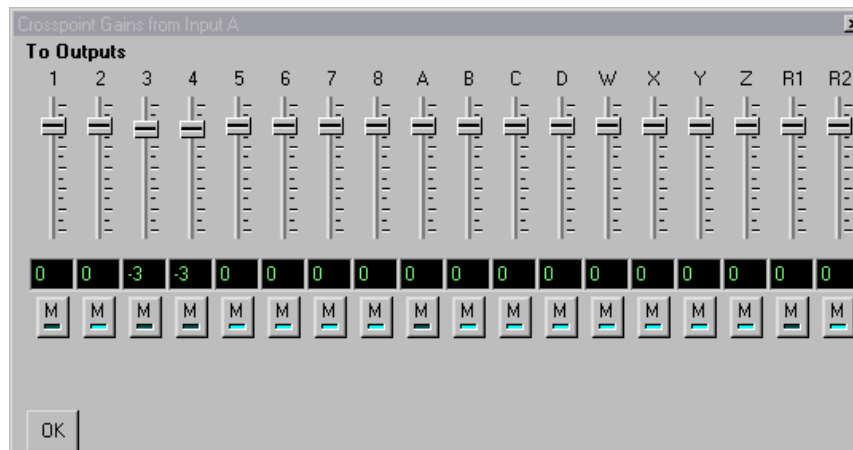 Crosspoint Gains from Input A
To Outputs
1 2 3 4 5 6 7 8 A B C D W X Y Z R1 R2
0 0 -3 -3 0 0 0 0 0 0 0 0 0 0 0 0 0 0
M M M M M M M M M M M M M M M M M M
OK